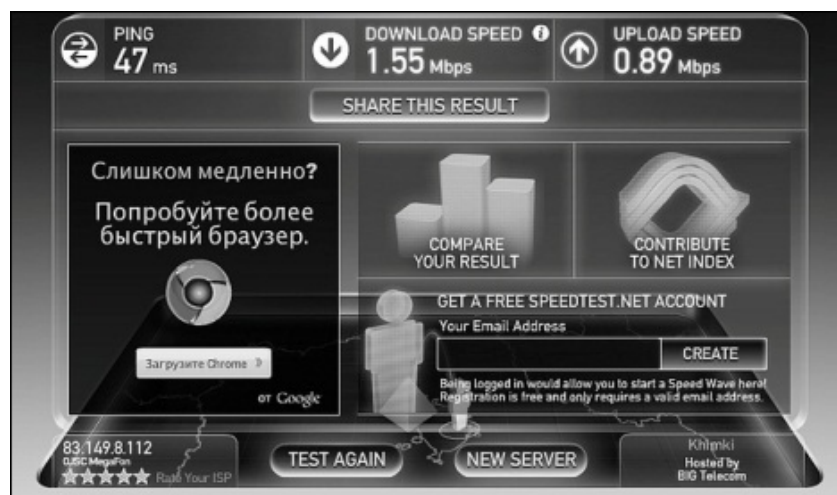 PING
47 ms
DOWNLOAD SPEED i
1.55 Mbps
UPLOAD SPEED
0.89 Mbps
SHARE THIS RESULT
Слишком медленно?
Попробуйте более
быстрый браузер.
Загрузите Chrome »
от Google
COMPARE
YOUR RESULT
CONTRIBUTE
TO NET INDEX
GET A FREE SPEEDTEST.NET ACCOUNT
Your Email Address
CREATE
Being logged in would allow you to start a Speed Wave here!
Registration is free and only requires a valid email address.
83.149.8.112
OJSC MegaFon
Rate Your ISP
TEST AGAIN
NEW SERVER
Khimki
Hosted by
BIG Telecom